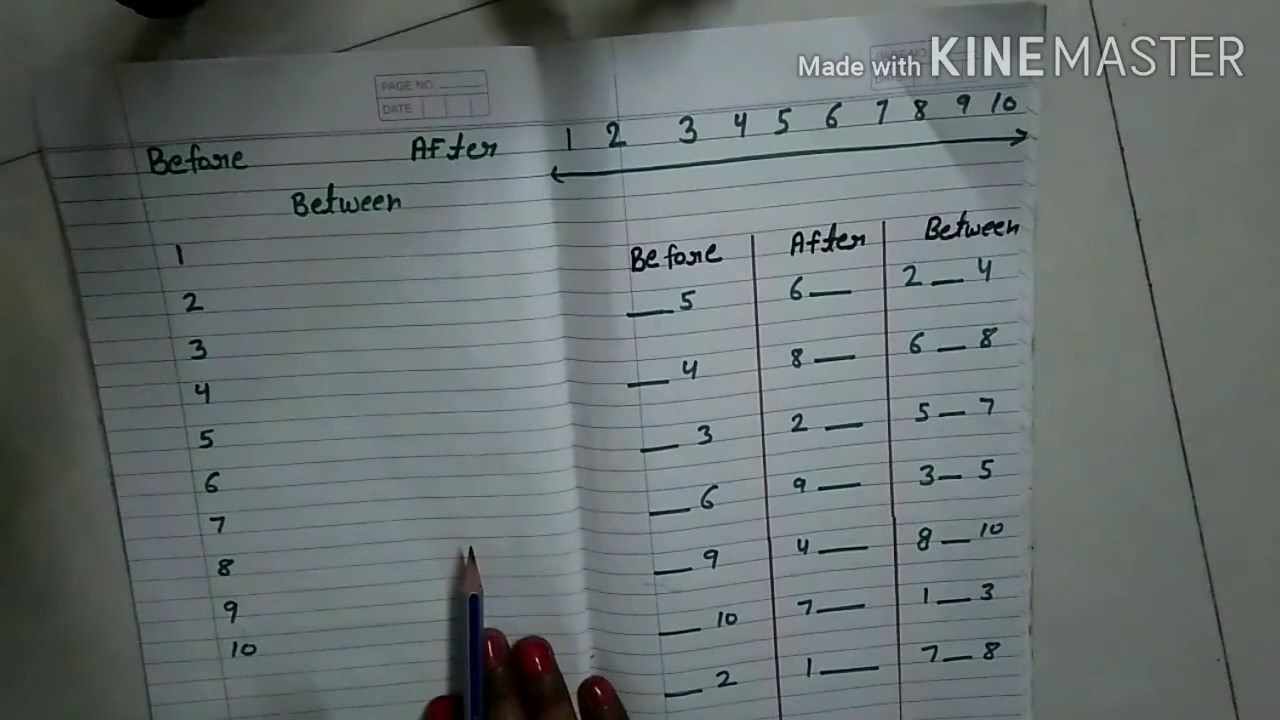 Made with KINEMASTER
PAGE NO.
DATE
Before After
Between
1
2
3
4
5
6
7
8
9
10
1 2 3 4 5 6 7 8 9 10
Before After Between
__ 5 6 __ 2 __ 4
__ 4 8 __ 6 __ 8
__ 3 2 __ 5 __ 7
__ 6 9 __ 3 __ 5
__ 9 4 __ 8 __ 10
__ 10 7 __ 1 __ 3
__ 2 1 __ 7 __ 8